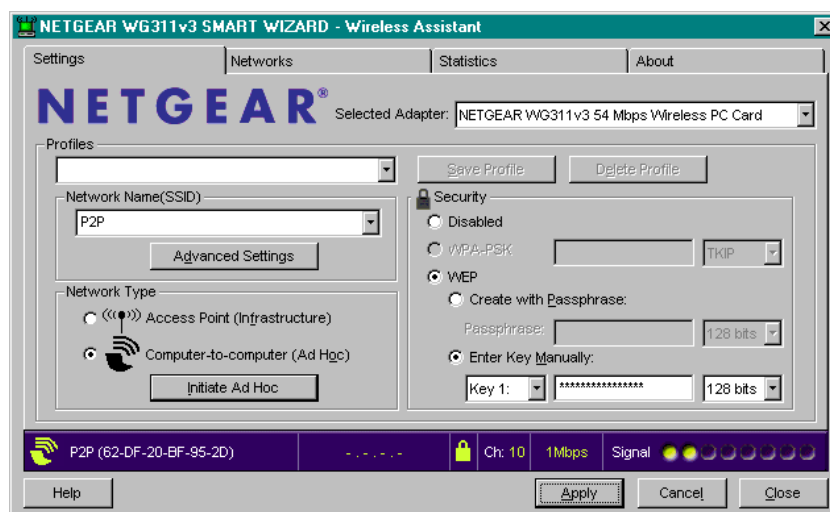 NETGEAR WG311v3 SMART WIZARD - Wireless Assistant
Settings Networks Statistics About
NETGEAR® Selected Adapter: NETGEAR WG311v3 54 Mbps Wireless PC Card
Profiles
Save Profile Delete Profile
Network Name(SSID)
P2P
Advanced Settings
Security
Disabled
WPA-PSK TKIP
WEP
Create with Passphrase:
Passphrase: 128 bits
Enter Key Manually:
Key 1: **************** 128 bits
Network Type
Access Point (Infrastructure)
Computer-to-computer (Ad Hoc)
Initiate Ad Hoc
P2P (62-DF-20-BF-95-2D) -.-.-.- Ch: 10 1Mbps Signal
Help Apply Cancel Close